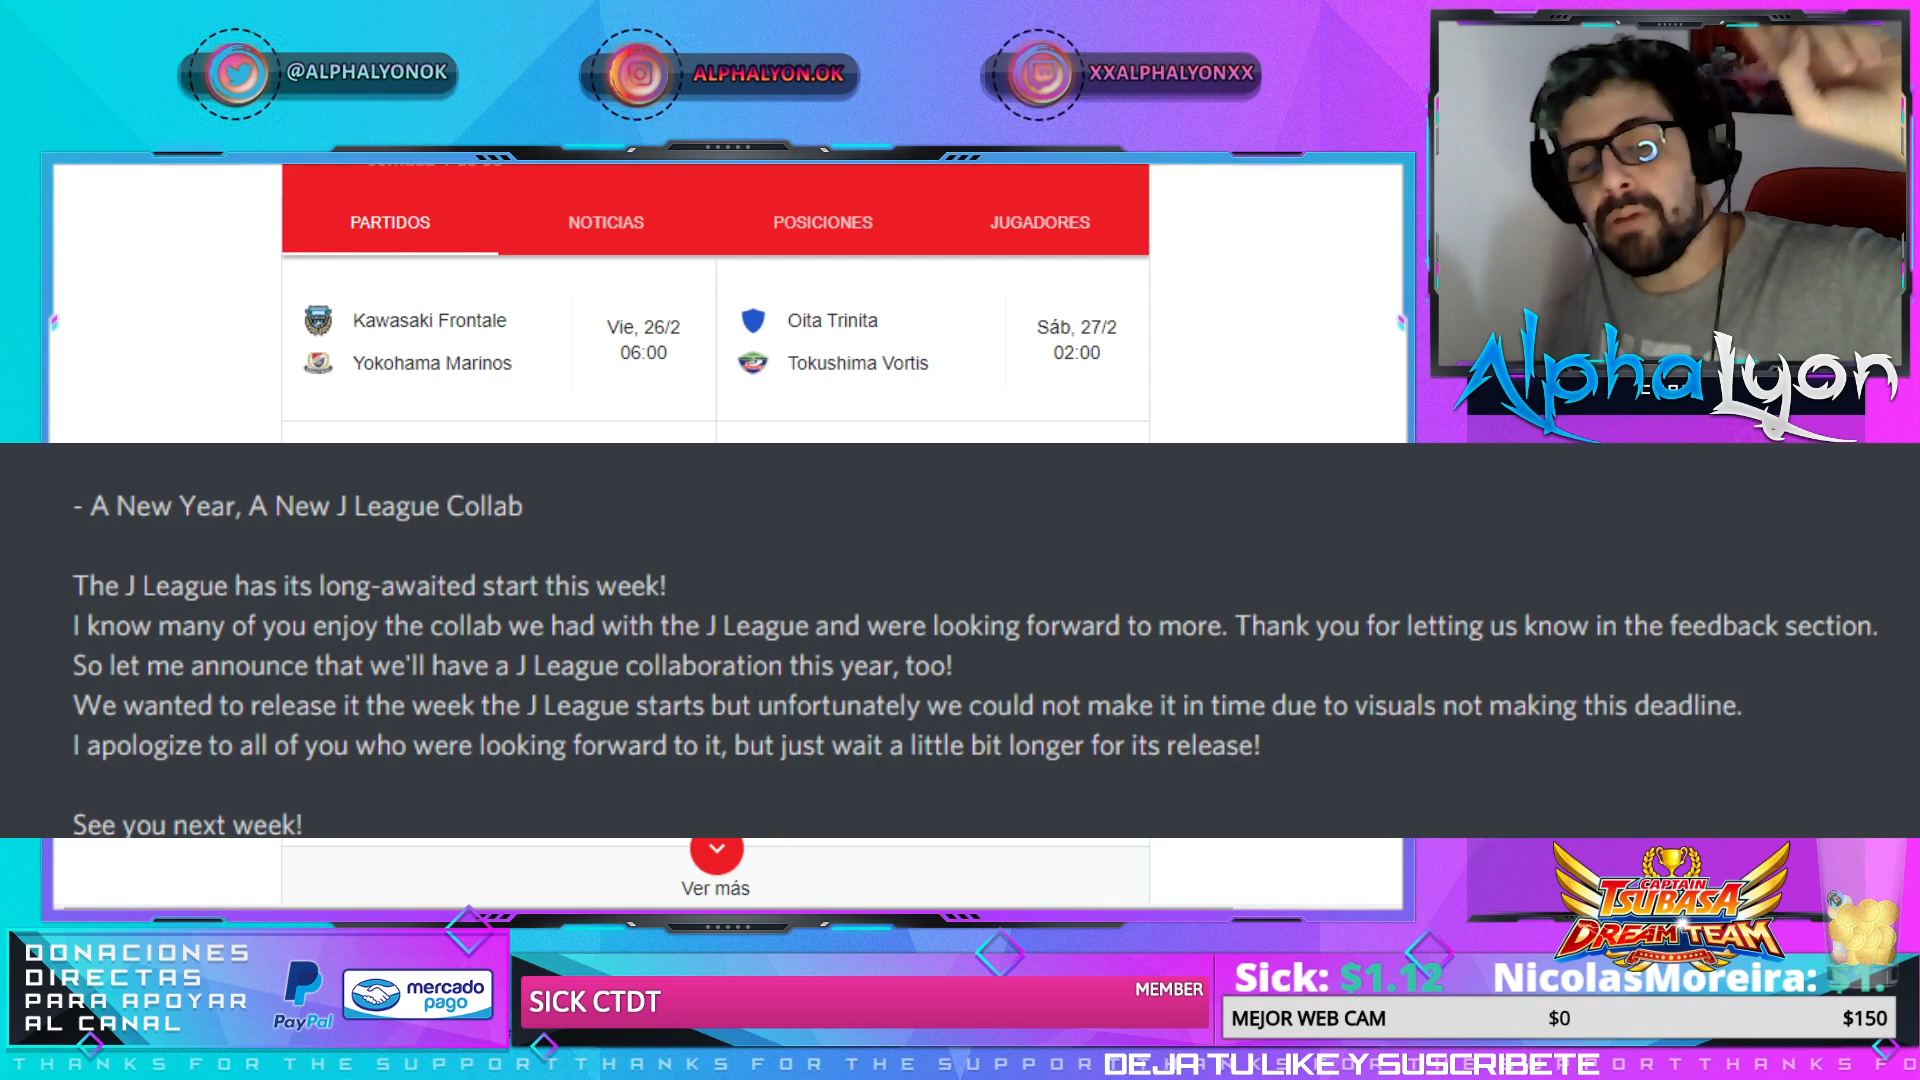 @ALPHALYONOK
ALPHALYON.OK
XXALPHALYONXX
PARTIDOS
NOTICIAS
POSICIONES
JUGADORES
Kawasaki Frontale
Yokohama Marinos
Vie, 26/2
06:00
Oita Trinita
Tokushima Vortis
Sáb, 27/2
02:00
AlphaLyon
- A New Year, A New J League Collab
The J League has its long-awaited start this week!
I know many of you enjoy the collab we had with the J League and were looking forward to more. Thank you for letting us know in the feedback section.
So let me announce that we'll have a J League collaboration this year, too!
We wanted to release it the week the J League starts but unfortunately we could not make it in time due to visuals not making this deadline.
I apologize to all of you who were looking forward to it, but just wait a little bit longer for its release!
See you next week!
Ver más
CAPTAIN
TSUBASA
DREAM TEAM
DONACIONES
DIRECTAS
PARA APOYAR
AL CANAL
PayPal
mercado
pago
SICK CTDT
MEMBER
Sick: $1.12
NicolasMoreira: $1.
MEJOR WEB CAM
$0
$150
THANKS FOR THE SUPPORT THANKS FOR THE SUPPORT THANKS
DEJA TU LIKE Y SUSCRIBETE